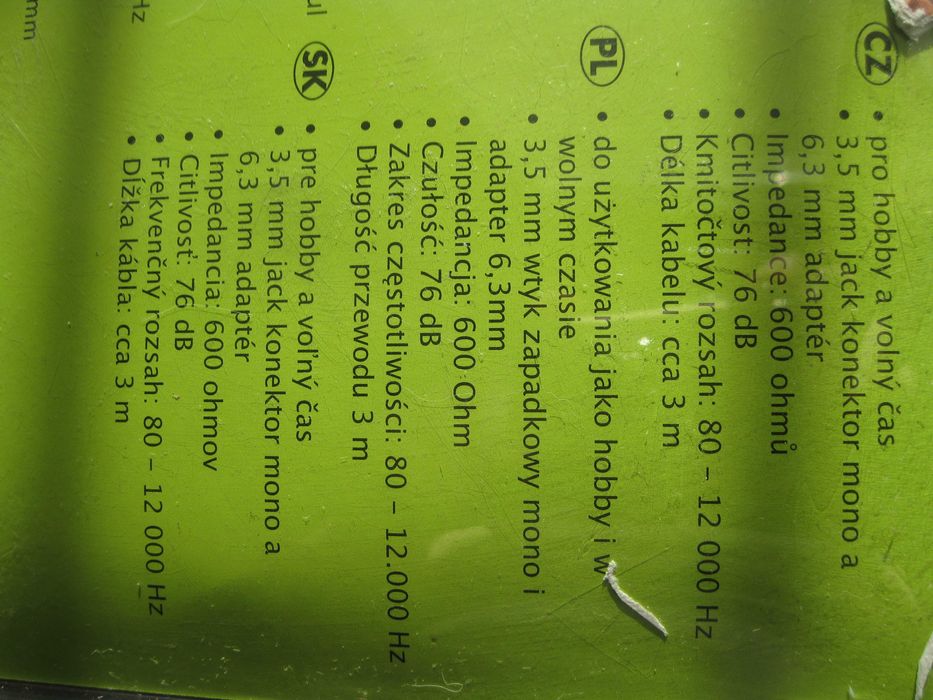 CZ
• pro hobby a volný čas
• 3,5 mm jack konektor mono a
6,3 mm adaptér
• Impedance: 600 ohmů
• Citlivost: 76 dB
• Kmitočtový rozsah: 80 – 12 000 Hz
• Délka kabelu: cca 3 m
PL
• do użytkowania jako hobby i w
wolnym czasie
• 3,5 mm wtyk zapadkowy mono i
adapter 6,3mm
• Impedancja: 600 Ohm
• Czułość: 76 dB
• Zakres częstotliwości: 80 – 12.000 Hz
• Długość przewodu 3 m
SK
• pre hobby a voľný čas
• 3,5 mm jack konektor mono a
6,3 mm adaptér
• Impedancia: 600 ohmov
• Citlivosť: 76 dB
• Frekvenčný rozsah: 80 – 12 000 Hz
• Dĺžka kábla: cca 3 m
Hz
mm